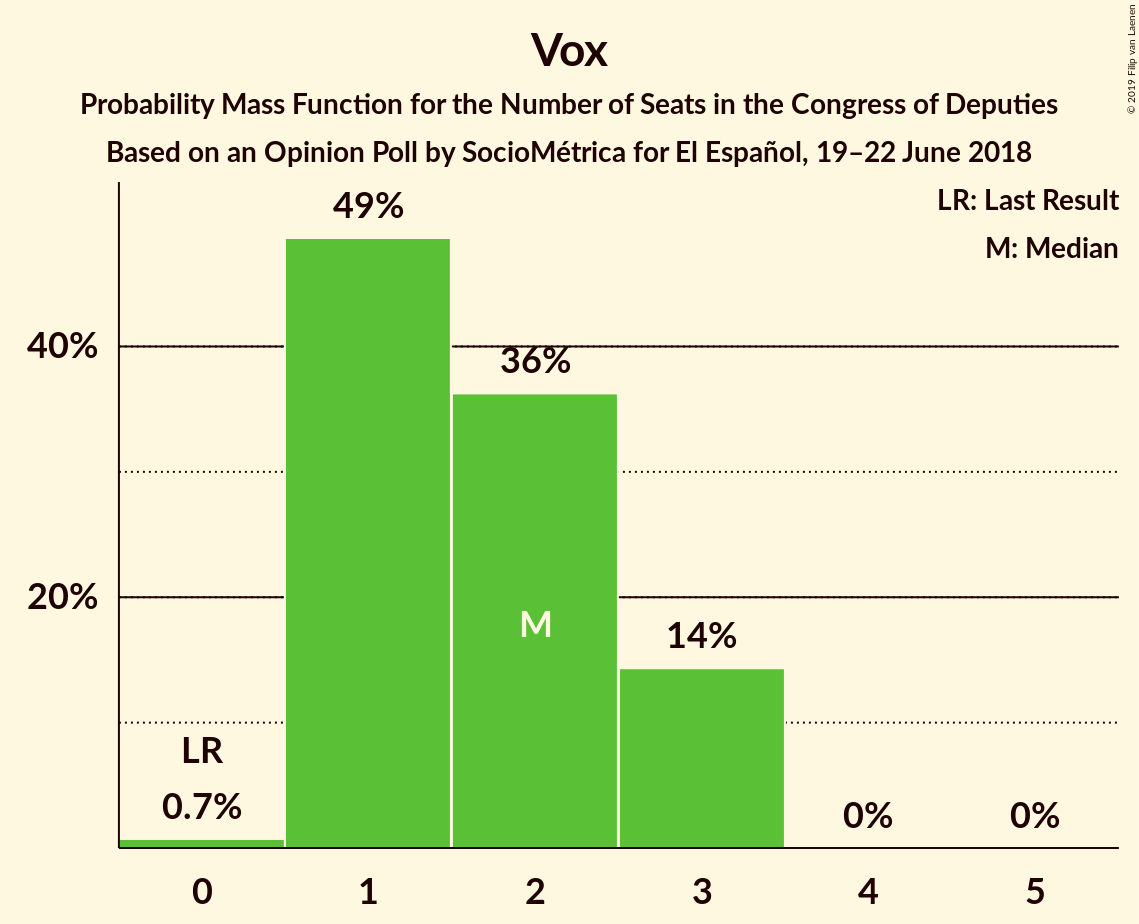 Vox
Probability Mass Function for the Number of Seats in the Congress of Deputies
Based on an Opinion Poll by SocioMétrica for El Español, 19–22 June 2018
© 2019 Filip van Laenen
LR: Last Result
M: Median
49%
40%
36%
20%
M
14%
LR
0.7%
0%
0%
0
1
2
3
4
5